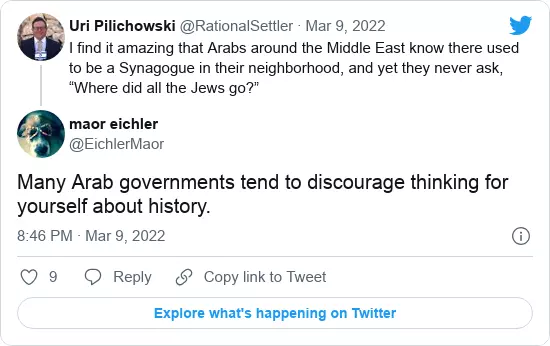 Uri Pilichowski @RationalSettler · Mar 9, 2022
I find it amazing that Arabs around the Middle East know there used
to be a Synagogue in their neighborhood, and yet they never ask,
“Where did all the Jews go?”
maor eichler
@EichlerMaor
Many Arab governments tend to discourage thinking for
yourself about history.
8:46 PM · Mar 9, 2022
9 Reply Copy link to Tweet
Explore what's happening on Twitter